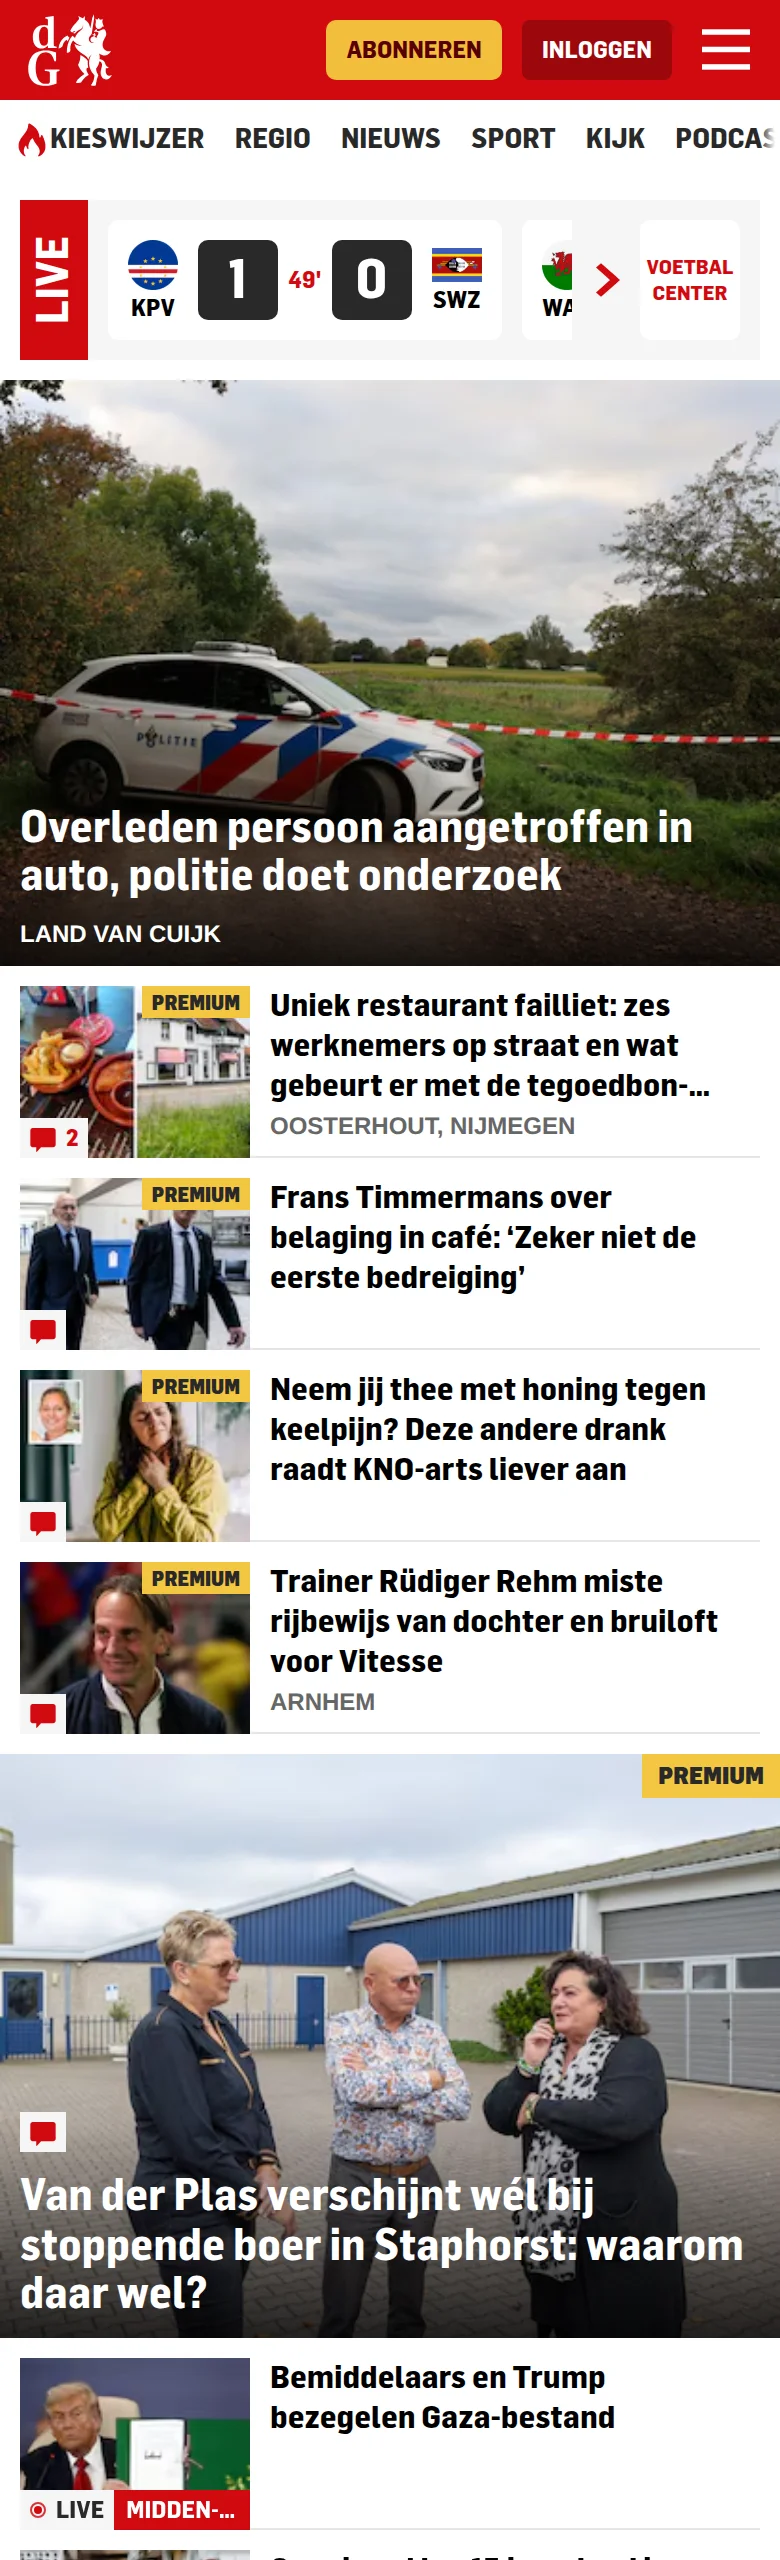 dG
ABONNEREN
INLOGGEN
KIESWIJZER REGIO NIEUWS SPORT KIJK PODCAS
LIVE
KPV
1
49'
0
SWZ
WA
VOETBAL
CENTER
POLITIE
Overleden persoon aangetroffen in
auto, politie doet onderzoek
LAND VAN CUIJK
PREMIUM
2
Uniek restaurant failliet: zes
werknemers op straat en wat
gebeurt er met de tegoedbon-...
OOSTERHOUT, NIJMEGEN
PREMIUM
Frans Timmermans over
belaging in café: ‘Zeker niet de
eerste bedreiging’
PREMIUM
Neem jij thee met honing tegen
keelpijn? Deze andere drank
raadt KNO-arts liever aan
PREMIUM
Trainer Rüdiger Rehm miste
rijbewijs van dochter en bruiloft
voor Vitesse
ARNHEM
PREMIUM
Van der Plas verschijnt wél bij
stoppende boer in Staphorst: waarom
daar wel?
LIVE
MIDDEN-...
Bemiddelaars en Trump
bezegelen Gaza-bestand